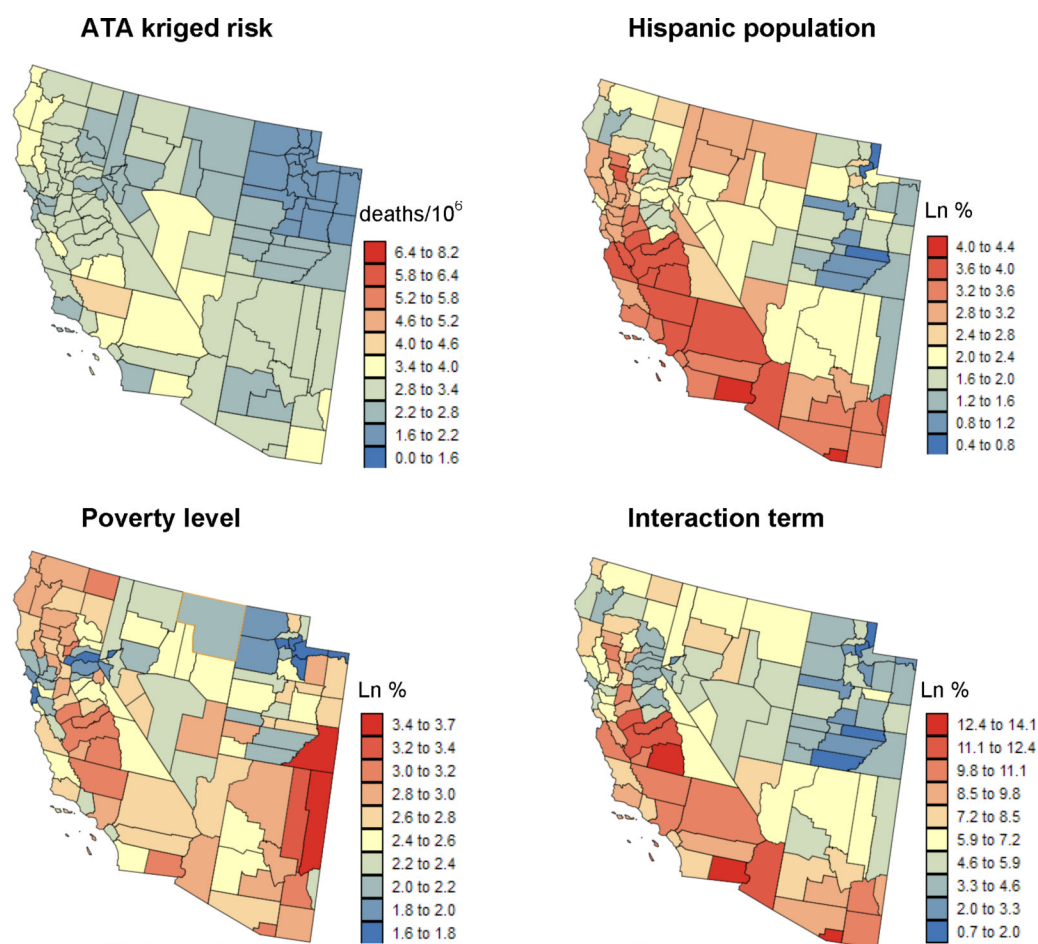 ATA kriged risk
Hispanic population
deaths/10⁶
6.4 to 8.2
5.8 to 6.4
5.2 to 5.8
4.6 to 5.2
4.0 to 4.6
3.4 to 4.0
2.8 to 3.4
2.2 to 2.8
1.6 to 2.2
0.0 to 1.6
Ln %
4.0 to 4.4
3.6 to 4.0
3.2 to 3.6
2.8 to 3.2
2.4 to 2.8
2.0 to 2.4
1.6 to 2.0
1.2 to 1.6
0.8 to 1.2
0.4 to 0.8
Poverty level
Interaction term
Ln %
3.4 to 3.7
3.2 to 3.4
3.0 to 3.2
2.8 to 3.0
2.6 to 2.8
2.4 to 2.6
2.2 to 2.4
2.0 to 2.2
1.8 to 2.0
1.6 to 1.8
Ln %
12.4 to 14.1
11.1 to 12.4
9.8 to 11.1
8.5 to 9.8
7.2 to 8.5
5.9 to 7.2
4.6 to 5.9
3.3 to 4.6
2.0 to 3.3
0.7 to 2.0